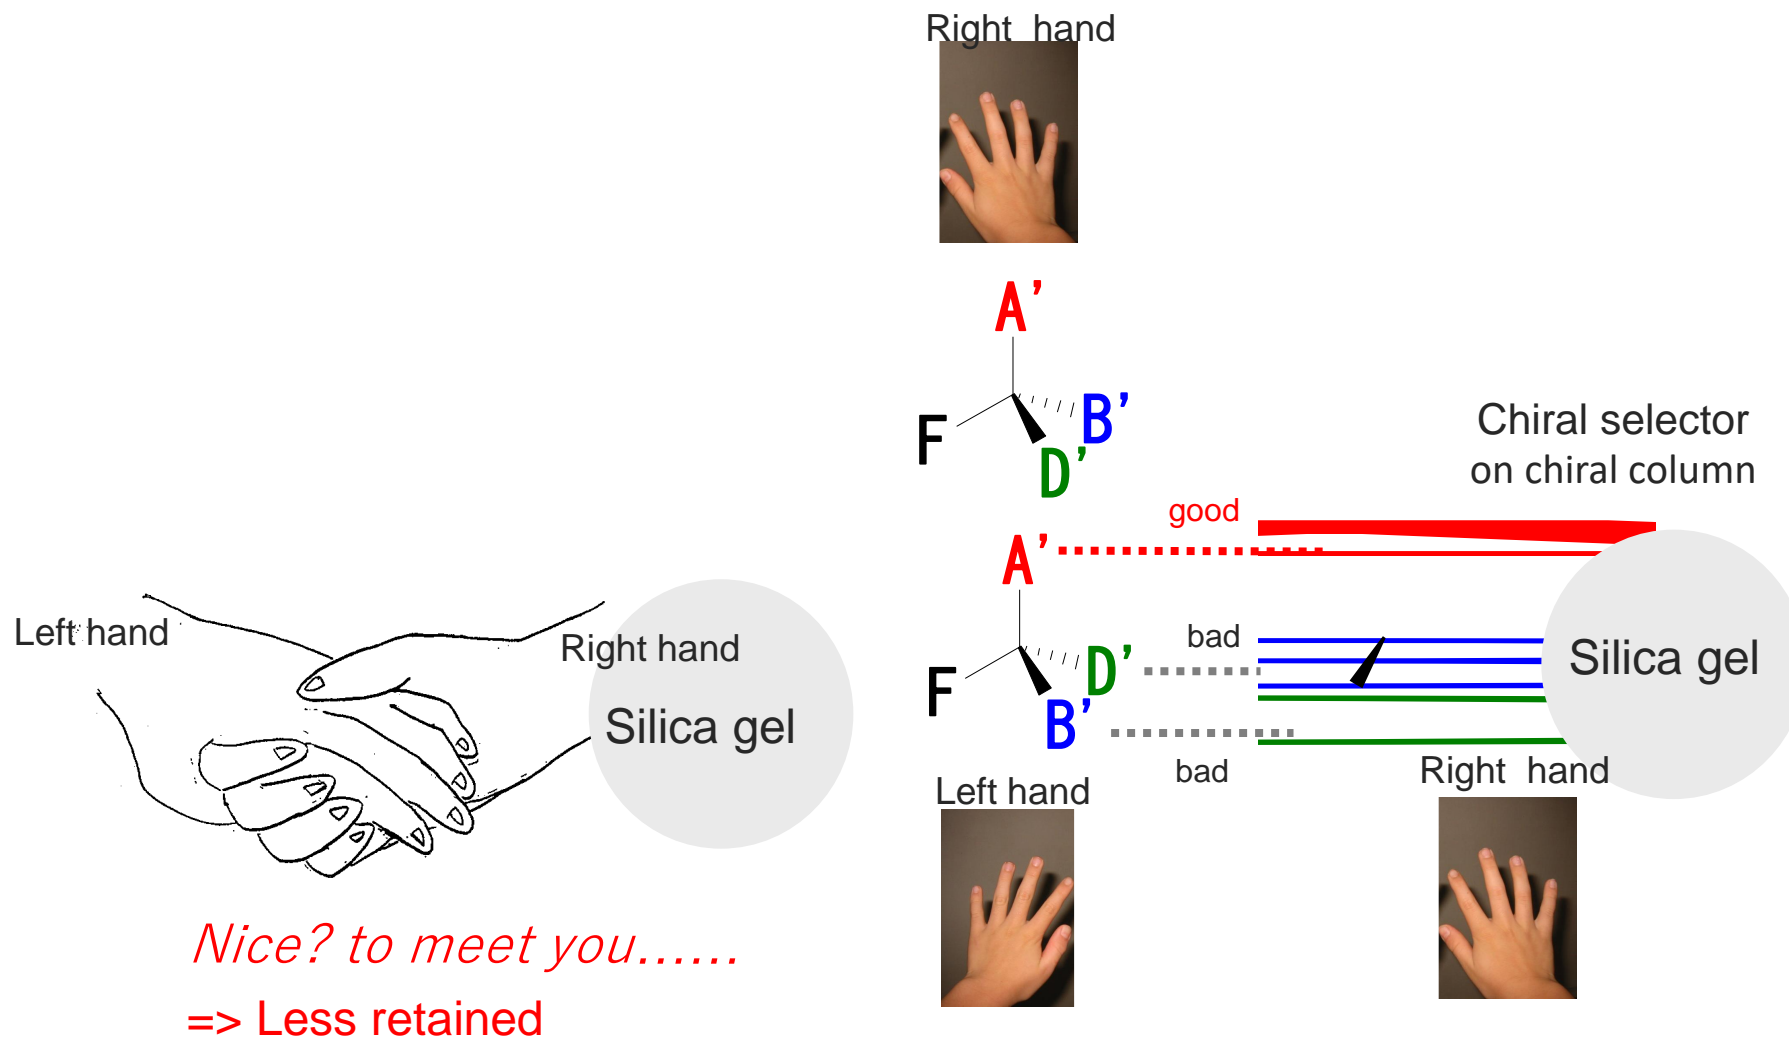 Right hand
A’
F
B’
D’
Chiral selector
on chiral column
good
A’
Left hand
Right hand
bad
Silica gel
D’
F
B’
Silica gel
bad
Right hand
Left hand
Nice? to meet you......
=> Less retained